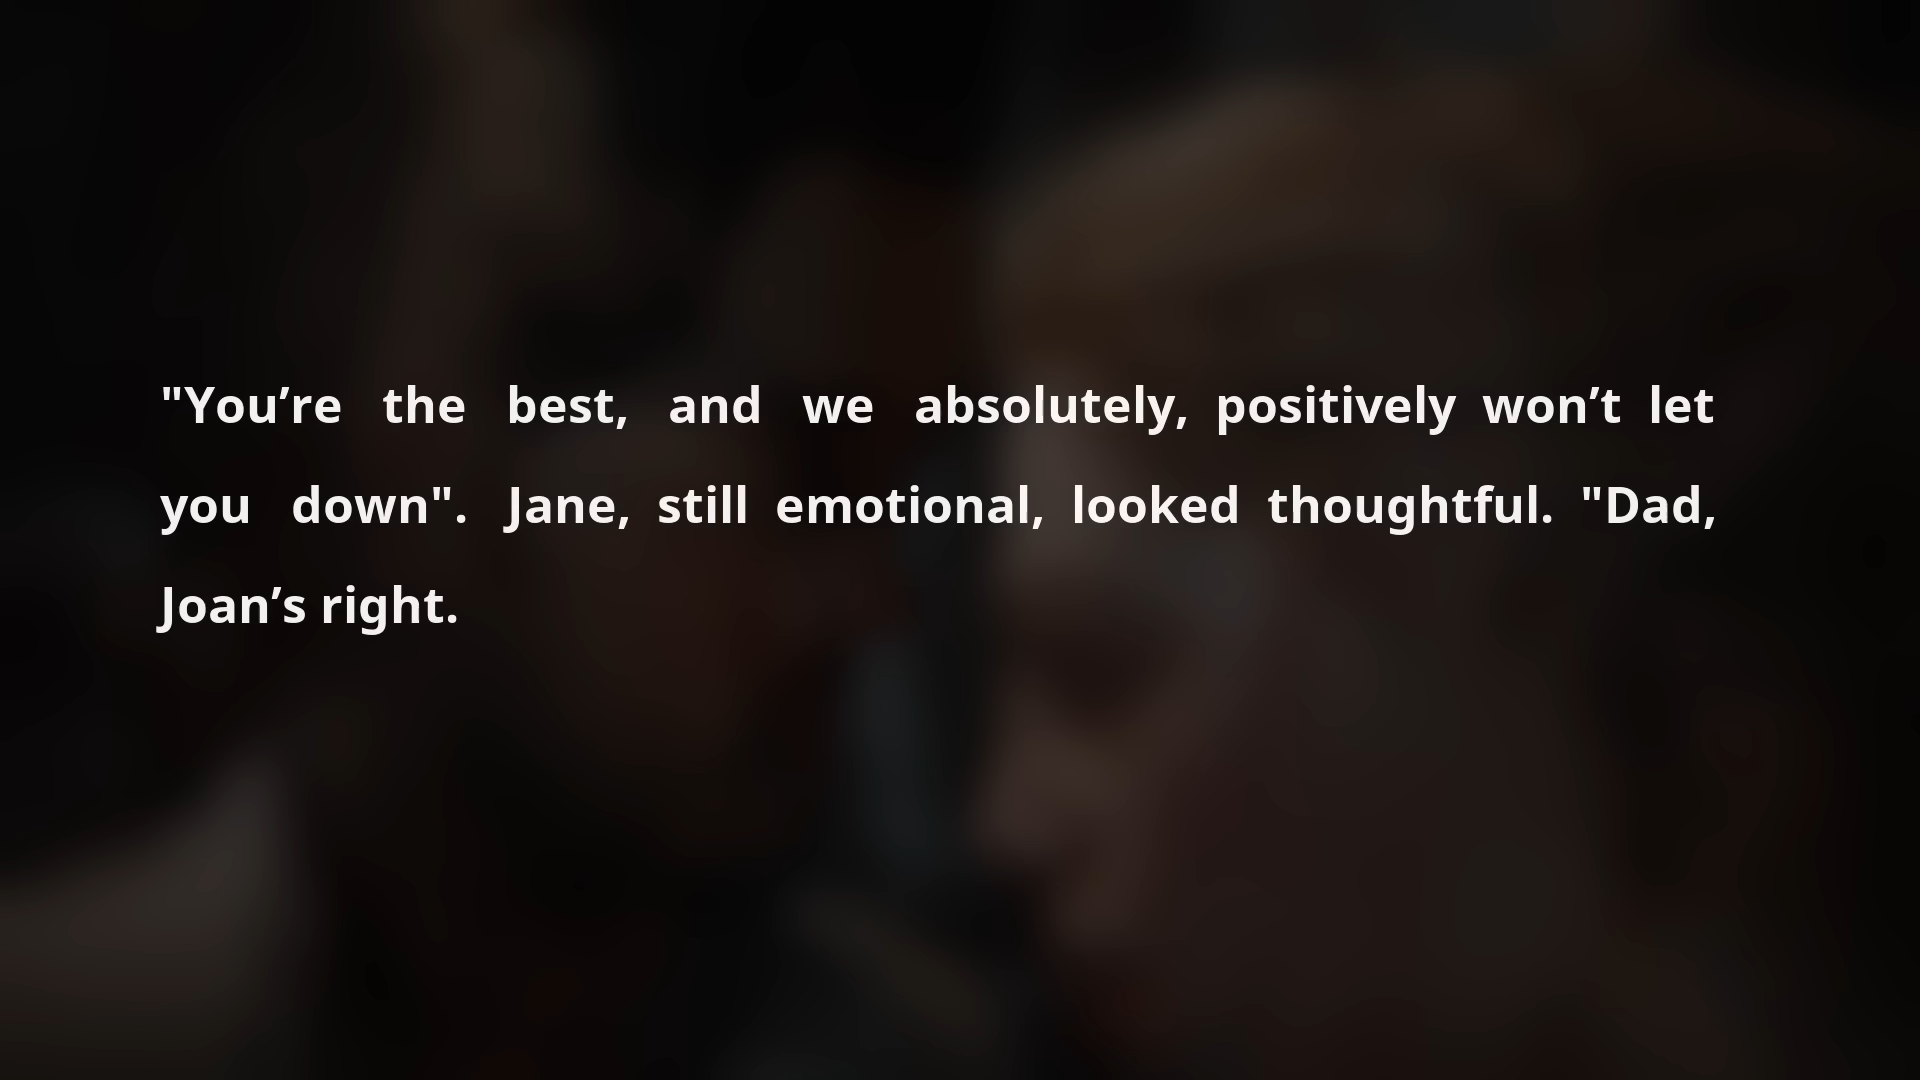 "You’re the best, and we absolutely, positively won’t let
you down". Jane, still emotional, looked thoughtful. "Dad,
Joan’s right.